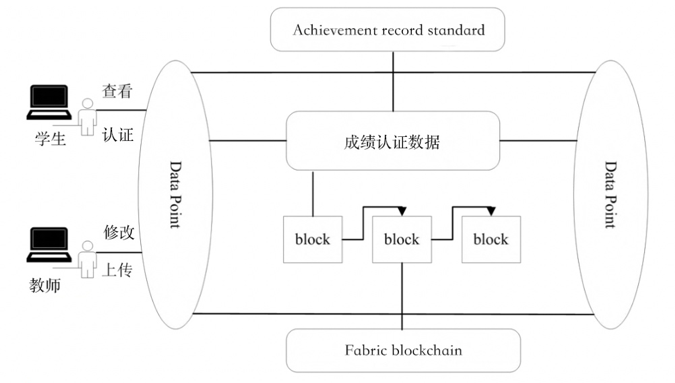 Achievement record standard
查看
学生
认证
成绩认证数据
Data Point
Data Point
修改
block
block
block
上传
教师
Fabric blockchain